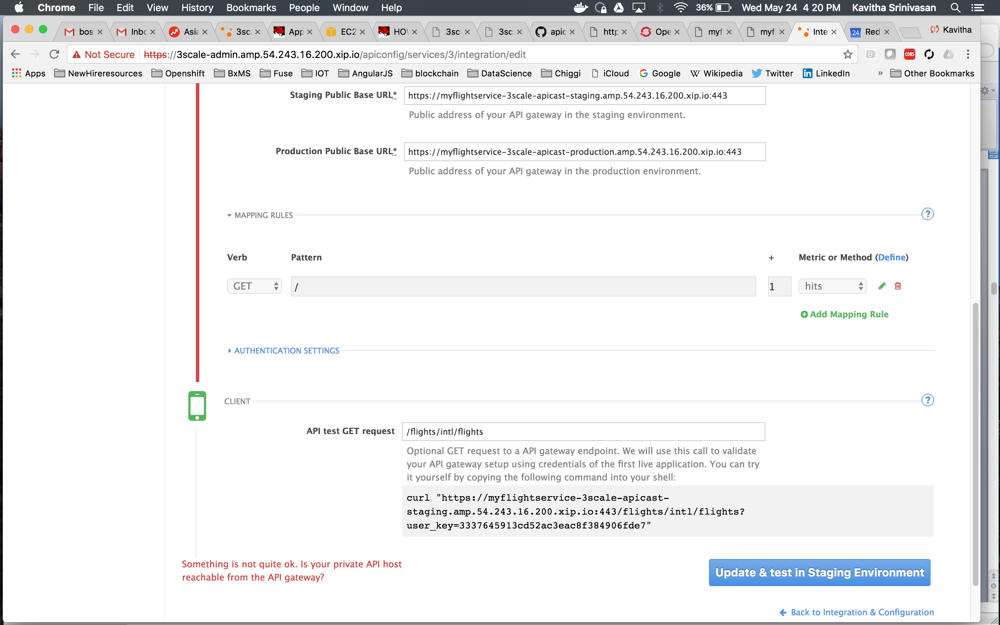 Chrome File Edit View History Bookmarks People Window Help 36% Wed May 24 4 20 PM Kavitha Srinivasan
bos Inbc Asia 3sc App EC2 HO 3sc 3sc apic http Ope myf myf Inte 24 Red Kavitha
Not Secure https://3scale-admin.amp.54.243.16.200.xip.io/apiconfig/services/3/integration/edit CORS
Apps NewHireresources Openshift BxMS Fuse IOT AngularJS blockchain DataScience Chiggi iCloud Google Wikipedia Twitter LinkedIn » Other Bookmarks
Staging Public Base URL* https://myflightservice-3scale-apicast-staging.amp.54.243.16.200.xip.io:443
Public address of your API gateway in the staging environment.
Production Public Base URL* https://myflightservice-3scale-apicast-production.amp.54.243.16.200.xip.io:443
Public address of your API gateway in the production environment.
MAPPING RULES ?
Verb Pattern + Metric or Method (Define)
GET / 1 hits
Add Mapping Rule
AUTHENTICATION SETTINGS
CLIENT ?
API test GET request /flights/intl/flights
Optional GET request to a API gateway endpoint. We will use this call to validate
your API gateway setup using credentials of the first live application. You can try
it yourself by copying the following command into your shell:
curl "https://myflightservice-3scale-apicast-
staging.amp.54.243.16.200.xip.io:443/flights/intl/flights?
user_key=3337645913cd52ac3eac8f384906fde7"
Something is not quite ok. Is your private API host
reachable from the API gateway?
Update & test in Staging Environment
Back to Integration & Configuration